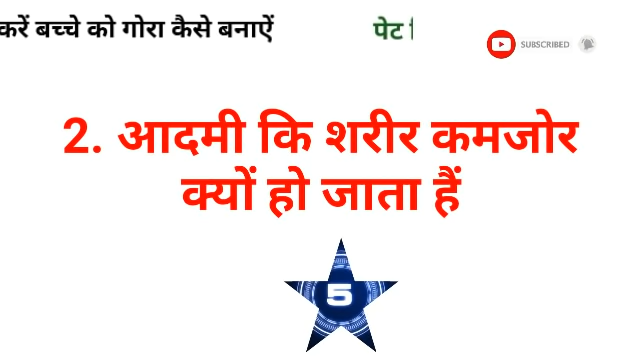 करें बच्चे को गोरा कैसे बनाऐं
पेट
SUBSCRIBED
2. आदमी कि शरीर कमजोर
क्यों हो जाता हैं
5